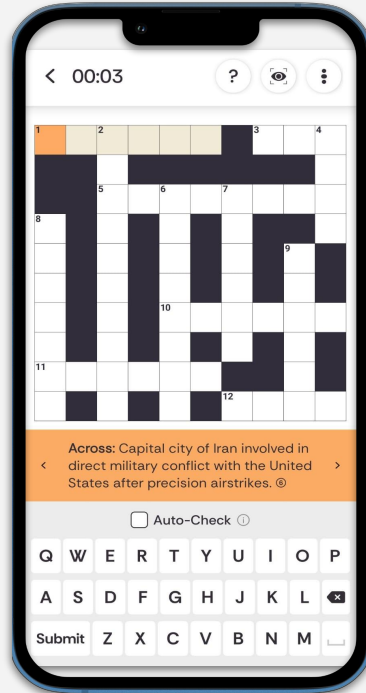 00:03 ?
1 2 3 4
5 6 7
8
9
10
11
12
Across: Capital city of Iran involved in
direct military conflict with the United
States after precision airstrikes. ⑥
Auto-Check ⓘ
Q W E R T Y U I O P
A S D F G H J K L
Submit Z X C V B N M